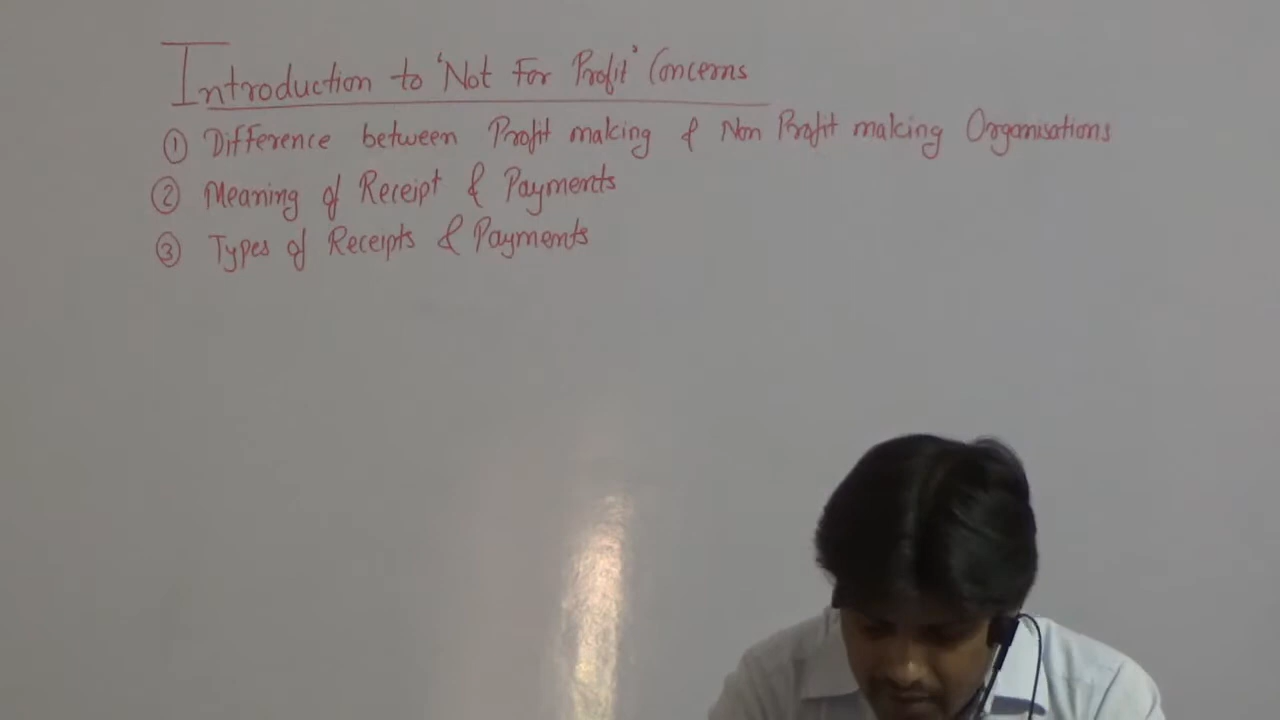 Introduction to 'Not For Profit' Concerns
① Difference between Profit making & Non Profit making Organisations
② Meaning of Receipt & Payments
③ Types of Receipts & Payments